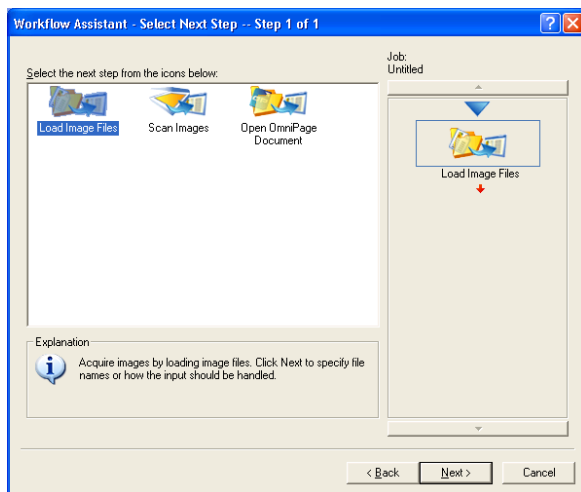 Workflow Assistant - Select Next Step -- Step 1 of 1
Job:
Untitled
Select the next step from the icons below:
Load Image Files
Scan Images
Open OmniPage
Document
Load Image Files
Explanation
Acquire images by loading image files. Click Next to specify file
names or how the input should be handled.
< Back
Next >
Cancel